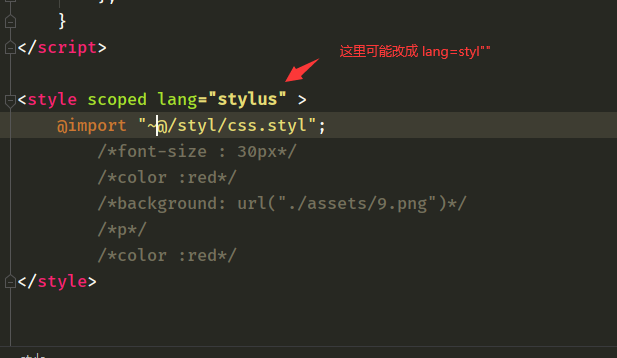 }
</script>
这里可能改成 lang=styl""
<style scoped lang="stylus" >
@import "~@/styl/css.styl";
/*font-size : 30px*/
/*color :red*/
/*background: url("./assets/9.png")*/
/*p*/
/*color :red*/
</style>